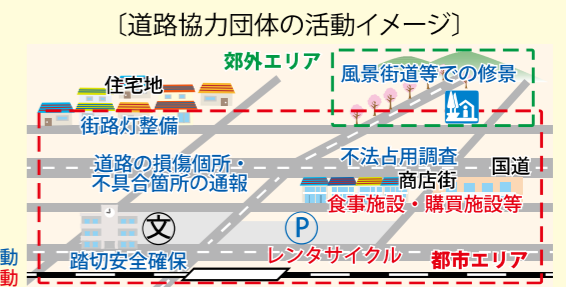 〔道路協力団体の活動イメージ〕
郊外エリア
風景街道等での修景
住宅地
街路灯整備
道路の損傷個所・
不具合箇所の通報
不法占用調査
国道
商店街
食事施設・購買施設等
文
P
踏切安全確保
レンタサイクル
都市エリア
動
動